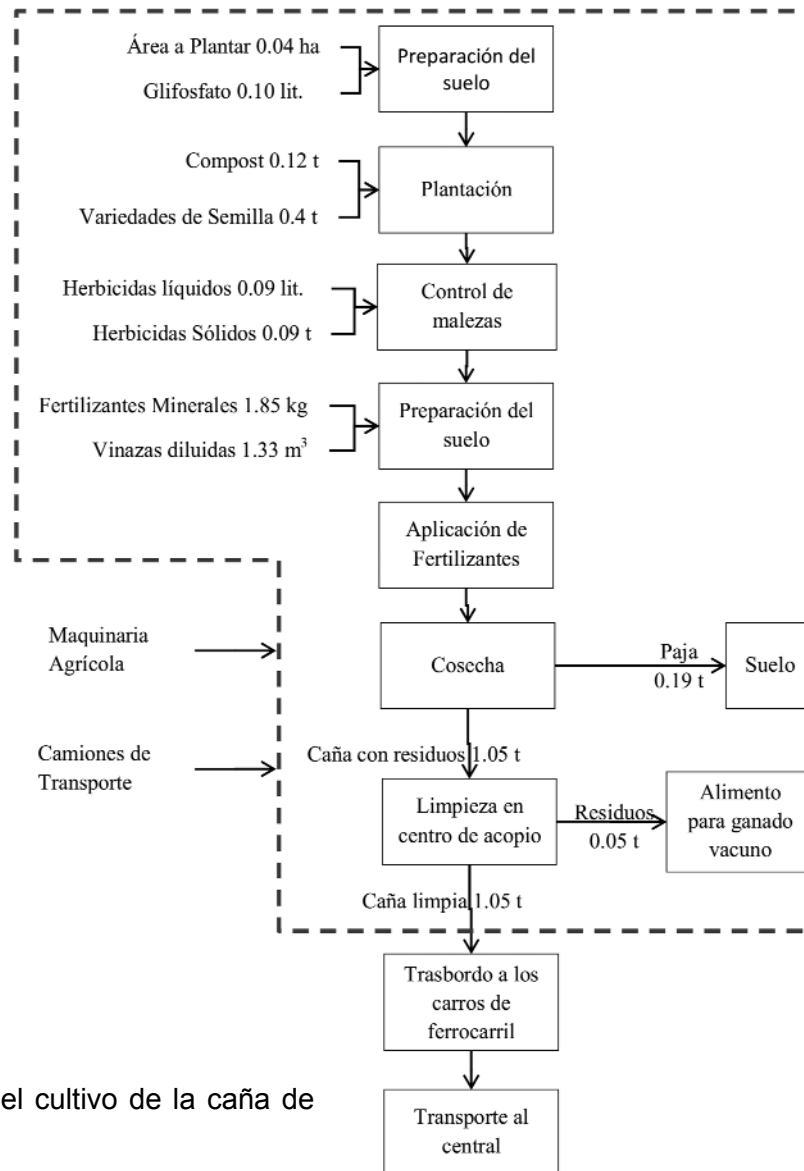 Área a Plantar 0.04 ha
Glifosfato 0.10 lit.
Preparación del
suelo
Compost 0.12 t
Variedades de Semilla 0.4 t
Plantación
Herbicidas líquidos 0.09 lit.
Herbicidas Sólidos 0.09 t
Control de
malezas
Fertilizantes Minerales 1.85 kg
Vinazas diluidas 1.33 m³
Preparación del
suelo
Aplicación de
Fertilizantes
Maquinaria
Agrícola
Cosecha
Paja
0.19 t
Suelo
Camiones de
Transporte
Caña con residuos 1.05 t
Limpieza en
centro de acopio
Residuos
0.05 t
Alimento
para ganado
vacuno
Caña limpia 1.05 t
Trasbordo a los
carros de
ferrocarril
el cultivo de la caña de
Transporte al
central